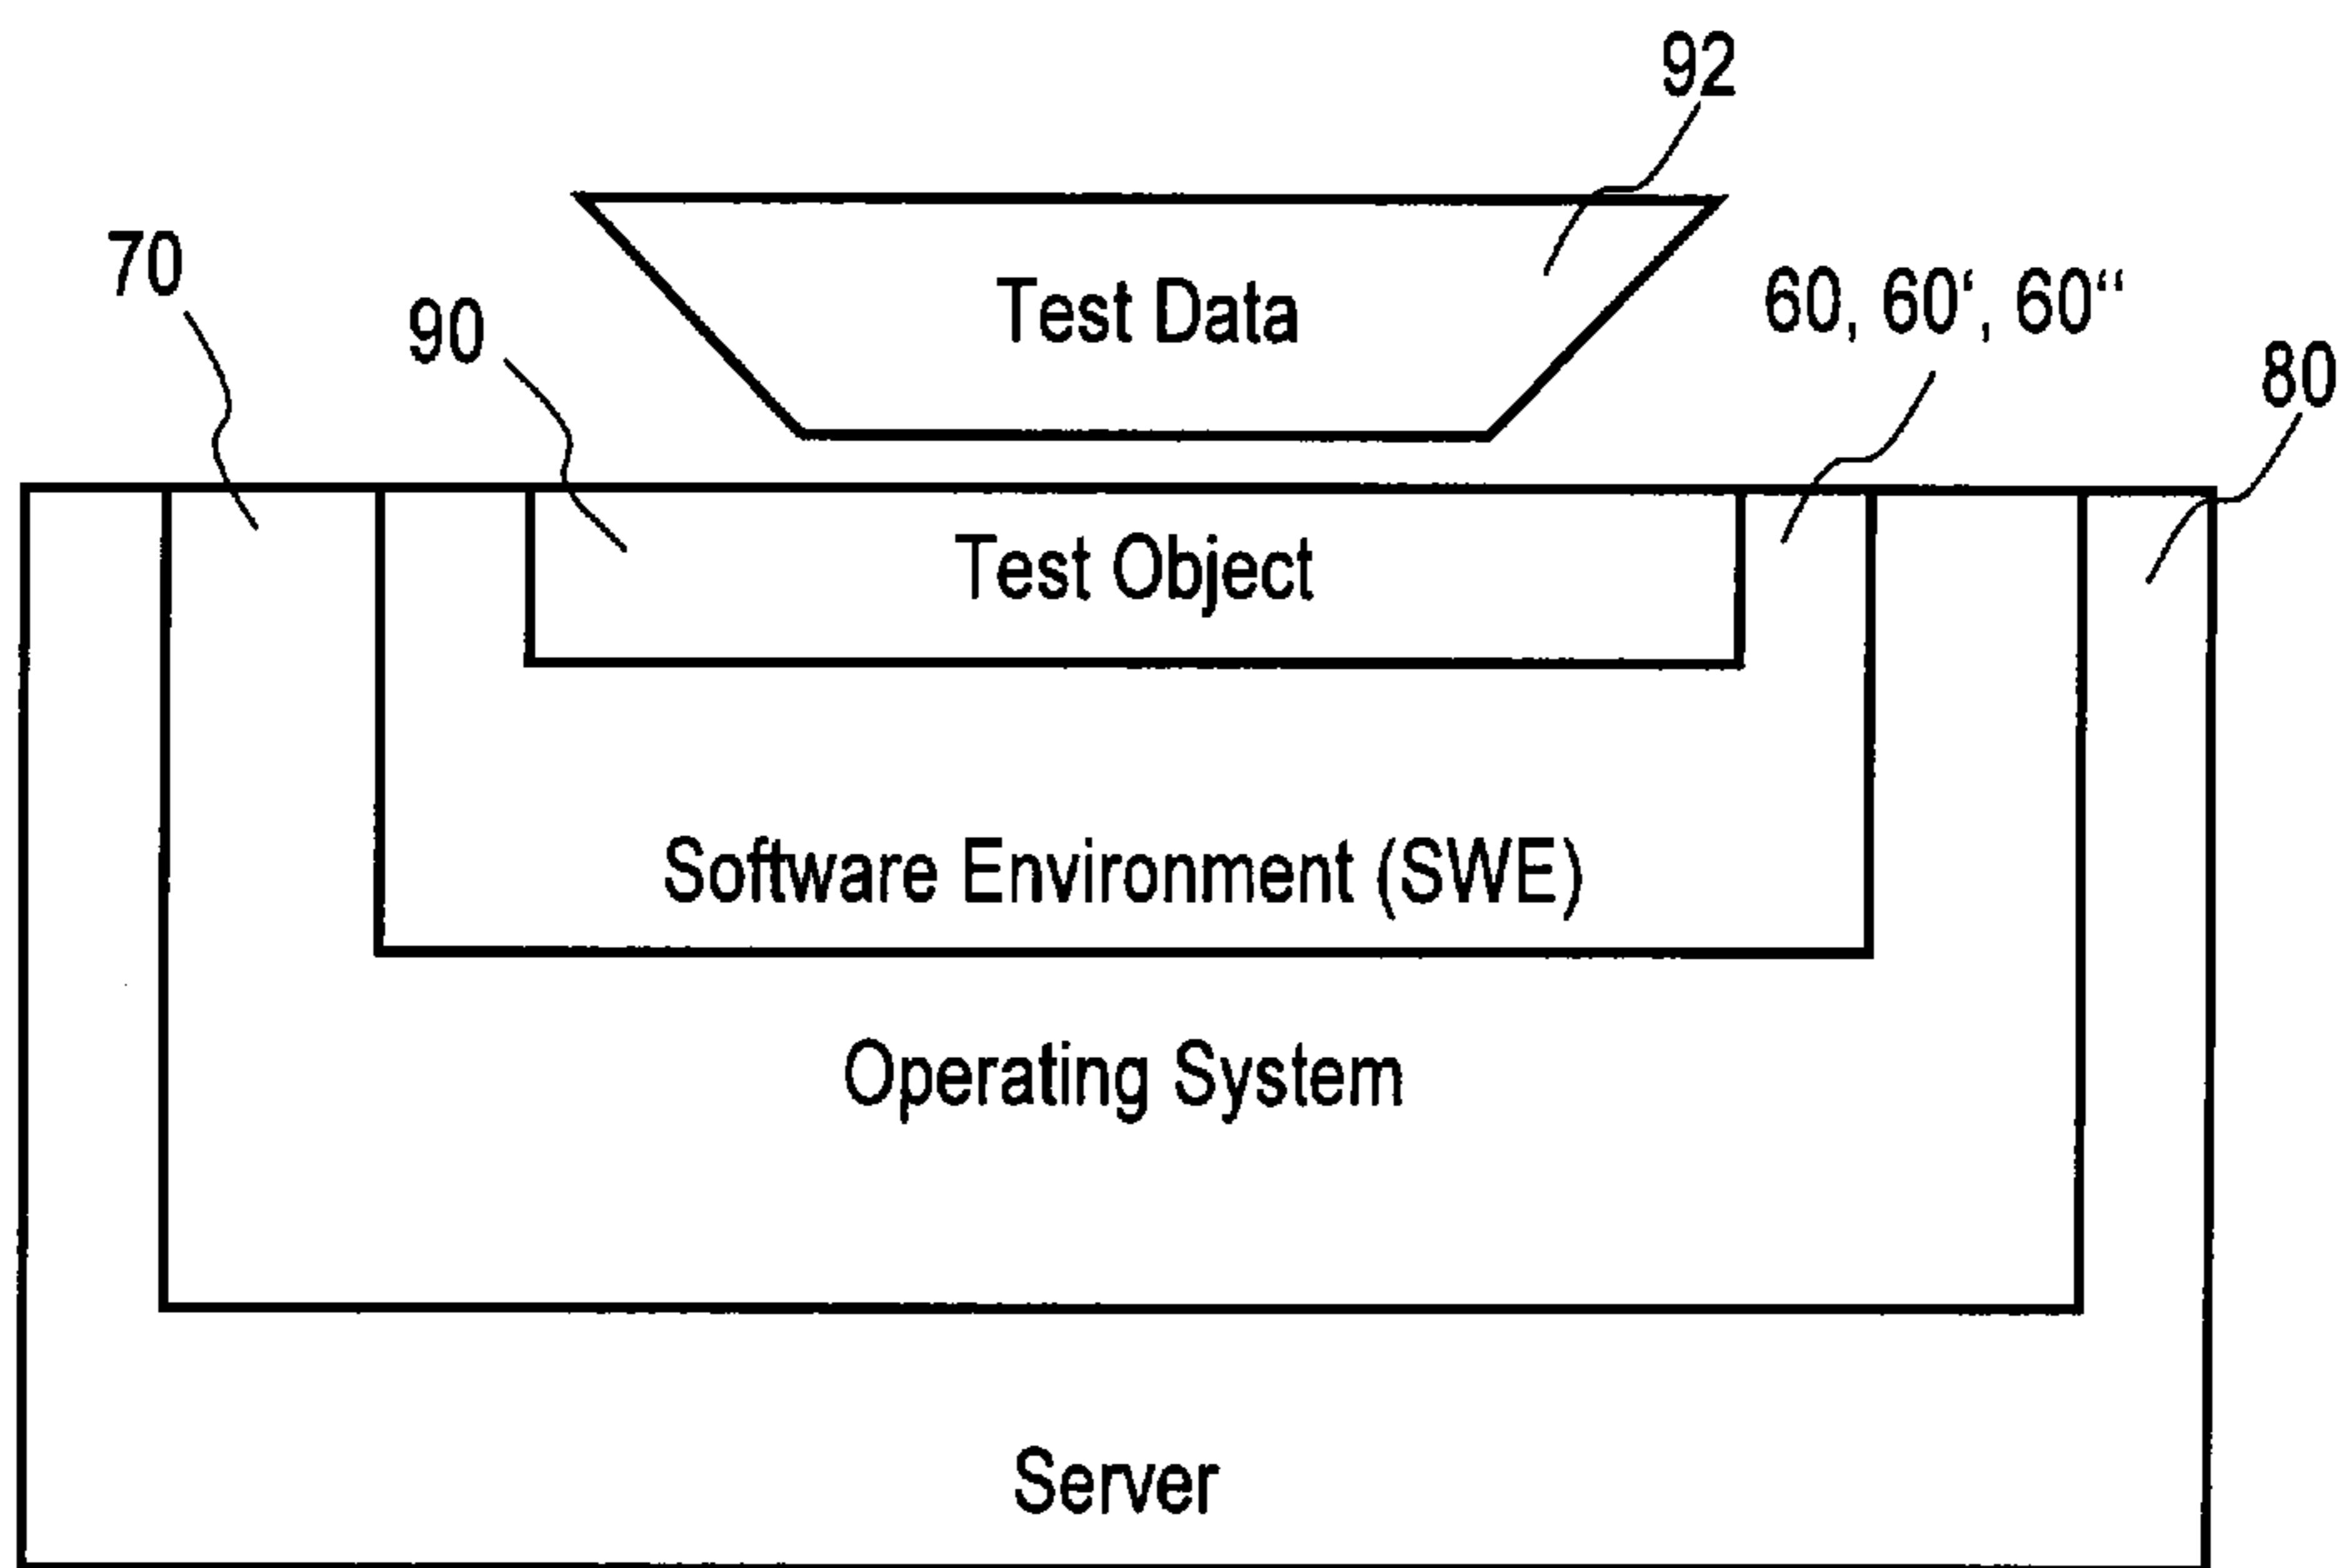 92
70
90
Test Data
60, 60‘, 60“
80
Test Object
Software Environment (SWE)
Operating System
Server